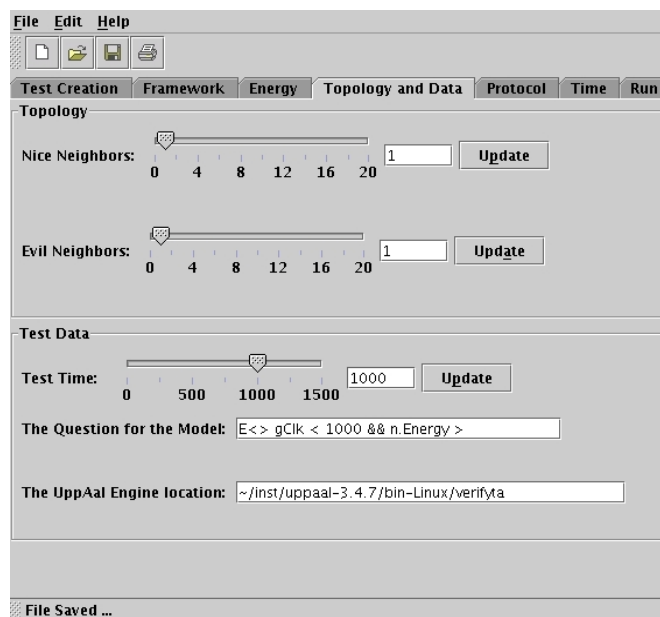 File Edit Help
Test Creation Framework Energy Topology and Data Protocol Time Run
Topology
Nice Neighbors: 1 Update
0 4 8 12 16 20
Evil Neighbors: 1 Update
0 4 8 12 16 20
Test Data
Test Time: 1000 Update
0 500 1000 1500
The Question for the Model: E<> gClk < 1000 && n.Energy >
The UppAal Engine location: ~/inst/uppaal-3.4.7/bin-Linux/verifyta
File Saved ...